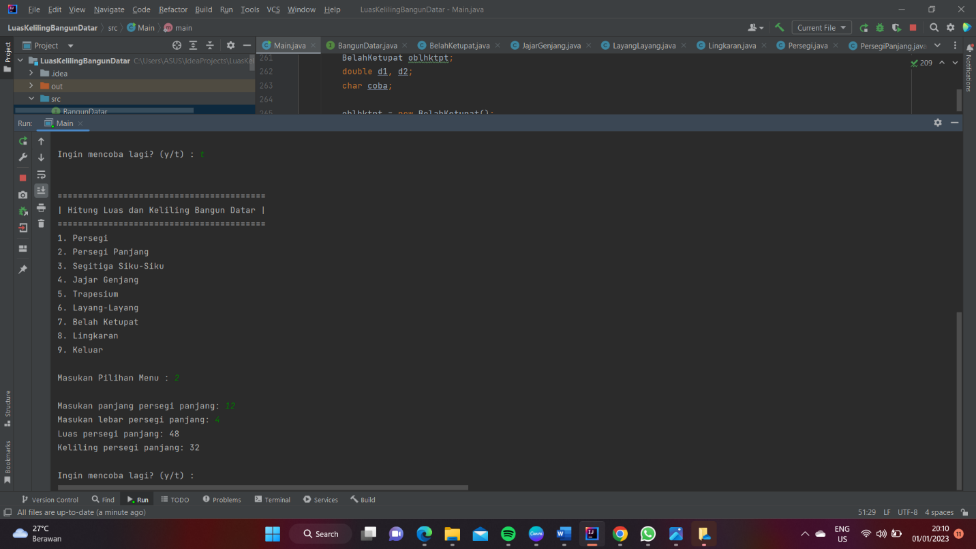 File Edit View Navigate Code Refactor Build Run Tools VCS Window Help LuasKelilingBangunDatar - Main.java
LuasKelilingBangunDatar > src > Main > main
Current File
Project
Main.java BangunDatar.java BelahKetupat.java JajarGenjang.java LayangLayang.java Lingkaran.java Persegi.java PersegiPanjang.java
LuasKelilingBangunDatar
.idea
out
src
BangunDatar
261 BelahKetupat oblhktpt;
262 double d1, d2;
263 char coba;
264
265 oblhktpt = new BelahKetupat();
209
Project
Notifications
Run: Main
Ingin mencoba lagi? (y/t) :
=========================================
| Hitung Luas dan Keliling Bangun Datar |
=========================================
1. Persegi
2. Persegi Panjang
3. Segitiga Siku-Siku
4. Jajar Genjang
5. Trapesium
6. Layang-Layang
7. Belah Ketupat
8. Lingkaran
9. Keluar
Masukan Pilihan Menu : 2
Masukan panjang persegi panjang: 12
Masukan lebar persegi panjang: 4
Luas persegi panjang: 48
Keliling persegi panjang: 32
Ingin mencoba lagi? (y/t) :
Structure
Bookmarks
Version Control Find Run TODO Problems Terminal Services Build
All files are up-to-date (a minute ago)
51:29 LF UTF-8 4 spaces
27°C
Berawan
Search
ENG
US
20:10
01/01/2023
11